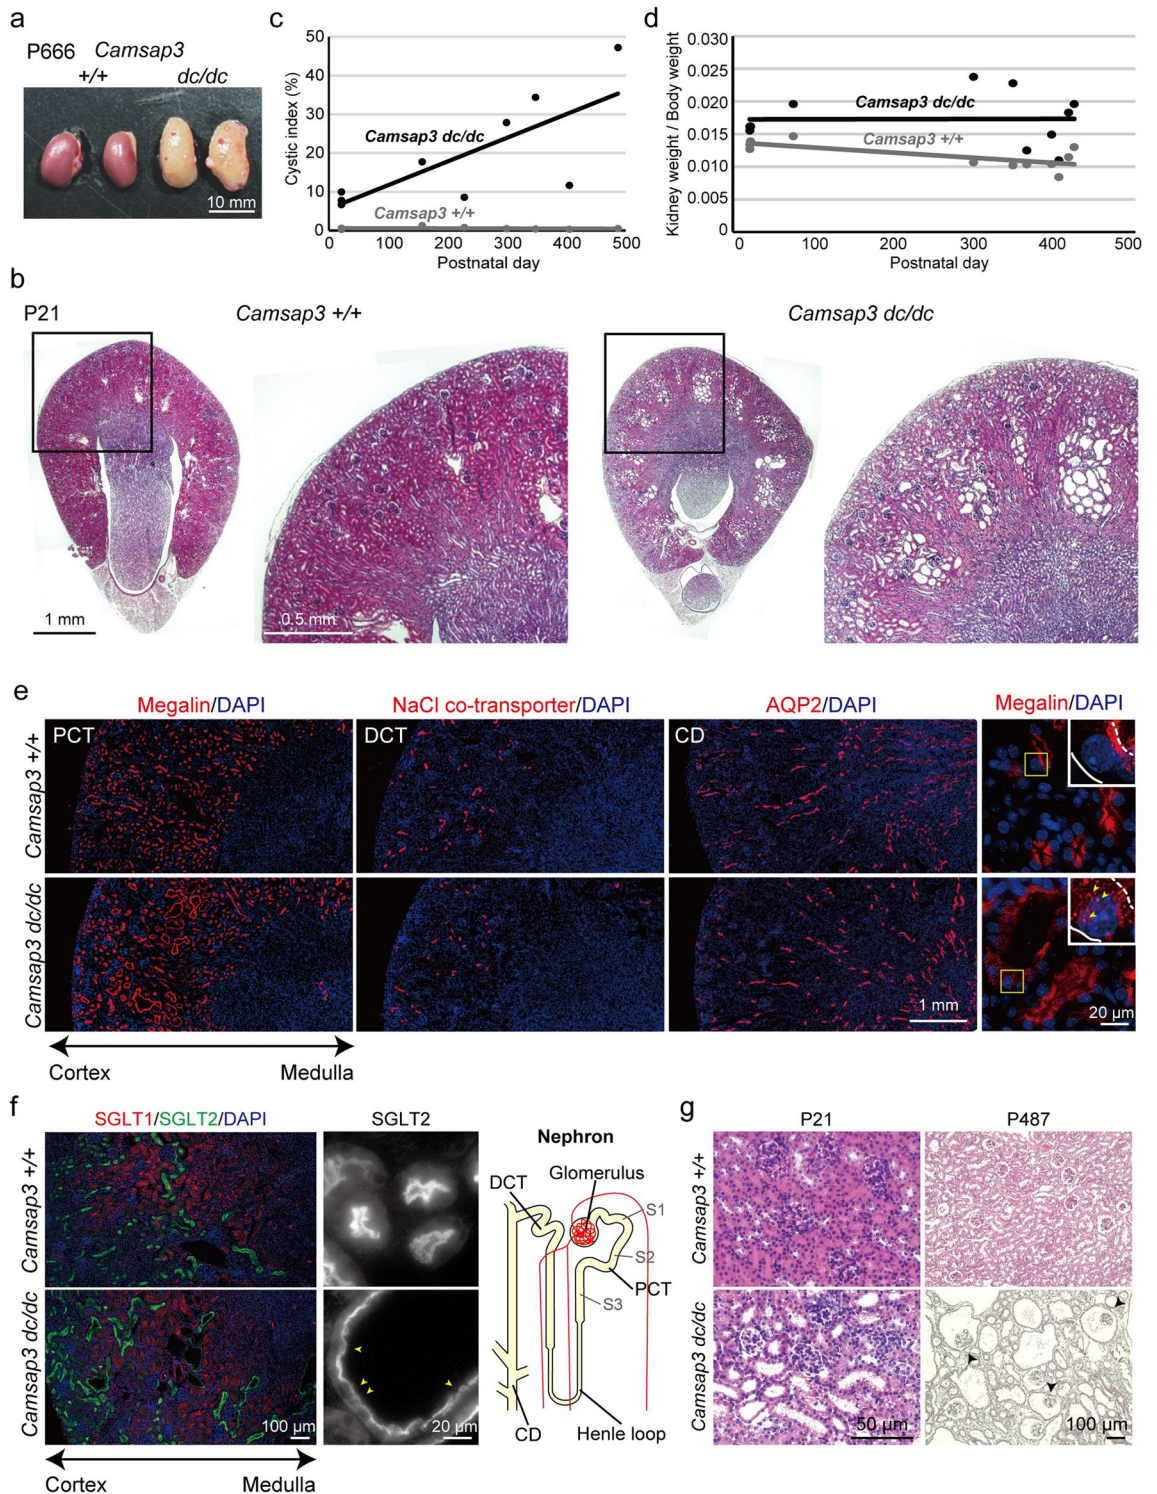 a
P666 Camsap3
+/+ dc/dc
10 mm
c
50
40
30
20
10
0
Cystic index (%)
Camsap3 dc/dc
Camsap3 +/+
0 100 200 300 400 500
Postnatal day
d
0.030
0.025
0.020
0.015
0.010
0.005
0
Kidney weight / Body weight
Camsap3 dc/dc
Camsap3 +/+
0 100 200 300 400 500
Postnatal day
b
P21 Camsap3 +/+ Camsap3 dc/dc
1 mm
0.5 mm
e
Megalin/DAPI NaCl co-transporter/DAPI AQP2/DAPI Megalin/DAPI
Camsap3 +/+
PCT DCT CD
Camsap3 dc/dc
1 mm
20 µm
Cortex Medulla
f
SGLT1/SGLT2/DAPI SGLT2
Camsap3 +/+
Camsap3 dc/dc
100 µm
20 µm
Cortex Medulla
Nephron
Glomerulus
DCT
S1
S2
PCT
S3
CD
Henle loop
g
P21 P487
Camsap3 +/+
Camsap3 dc/dc
50 µm
100 µm